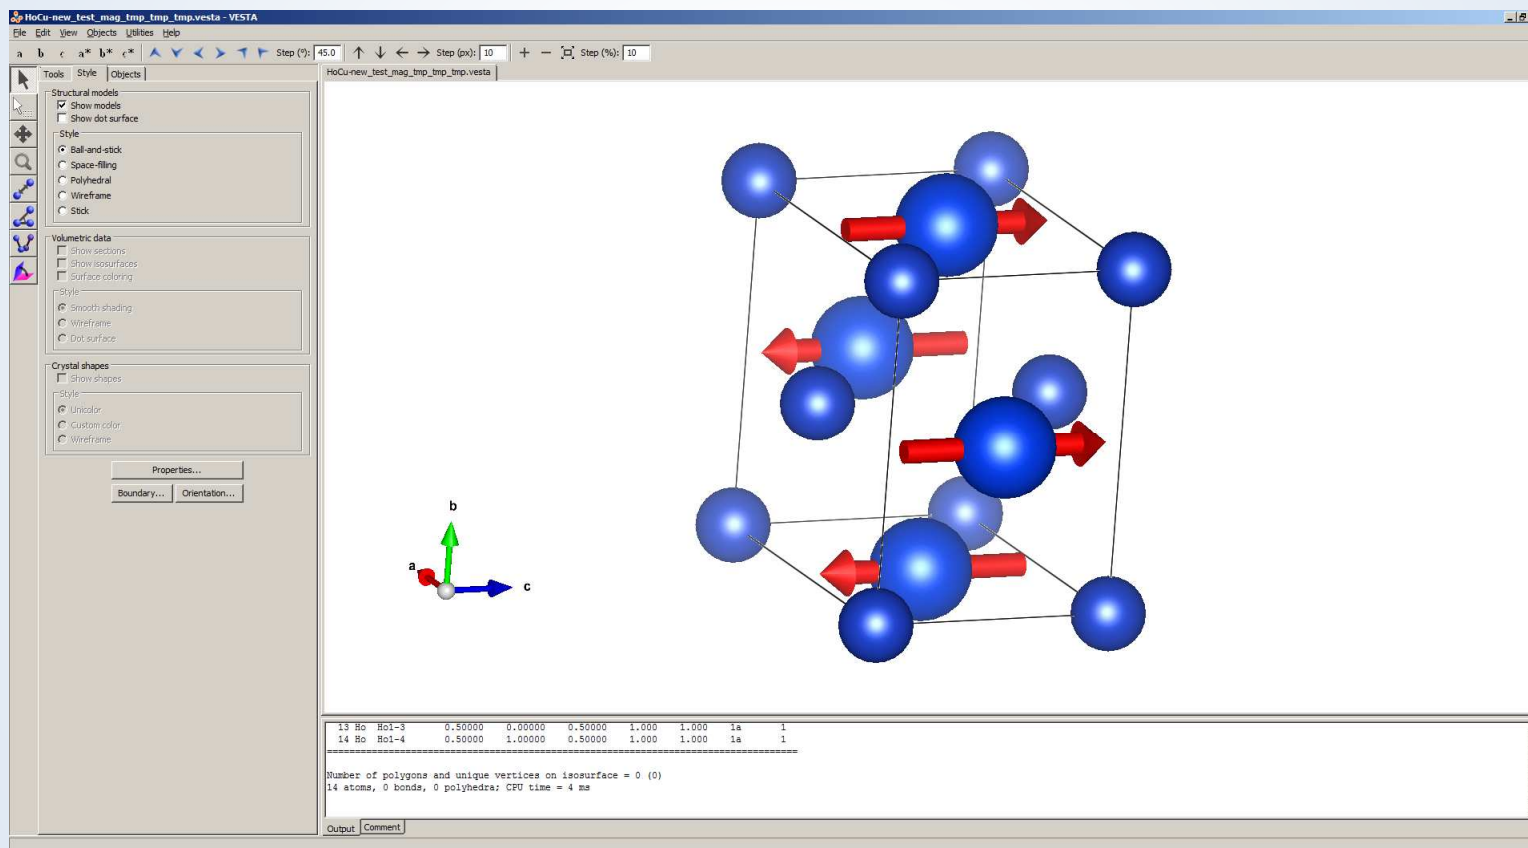 HoCu-new_test_mag_tmp_tmp_tmp.vesta - VESTA
File Edit View Objects Utilities Help
a b c a* b* c* Step (°): 45.0 Step (px): 10 Step (%): 10
Tools Style Objects
HoCu-new_test_mag_tmp_tmp_tmp.vesta
Structural models
Show models
Show dot surface
Style
Ball-and-stick
Space-filling
Polyhedral
Wireframe
Stick
Volumetric data
Show sections
Show isosurfaces
Surface coloring
Style
Smooth shading
Wireframe
Dot surface
Crystal shapes
Show shapes
Style
Unicolor
Custom color
Wireframe
Properties...
Boundary... Orientation...
b
a
c
13 Ho Ho1-3 0.50000 0.00000 0.50000 1.000 1.000 1a 1
14 Ho Ho1-4 0.50000 1.00000 0.50000 1.000 1.000 1a 1
Number of polygons and unique vertices on isosurface = 0 (0)
14 atoms, 0 bonds, 0 polyhedra; CPU time = 4 ms
Output Comment